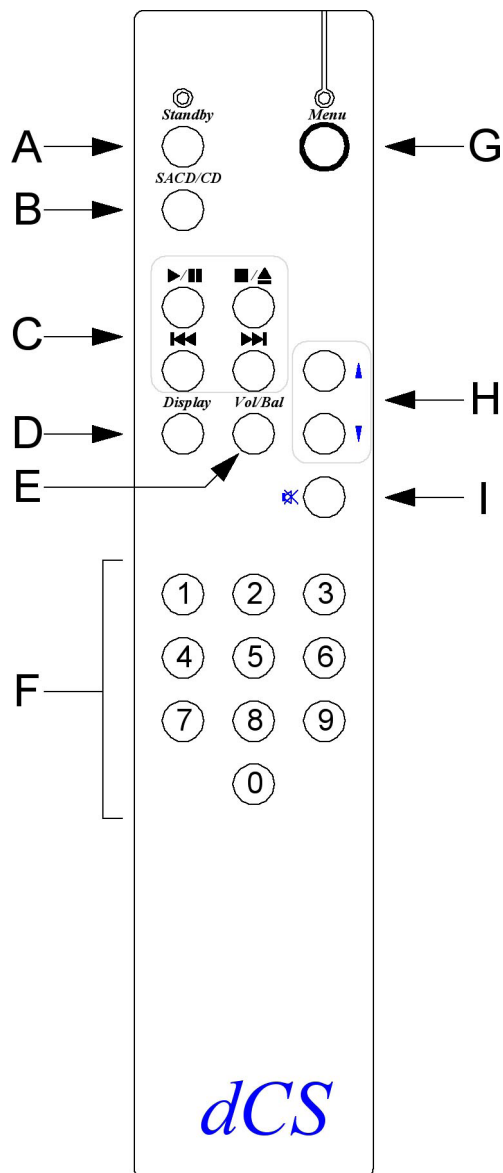 Standby Menu
A G
SACD/CD
B
C
H
Display Vol/Bal
D
E
I
1 2 3
4 5 6
F
7 8 9
0
dCS